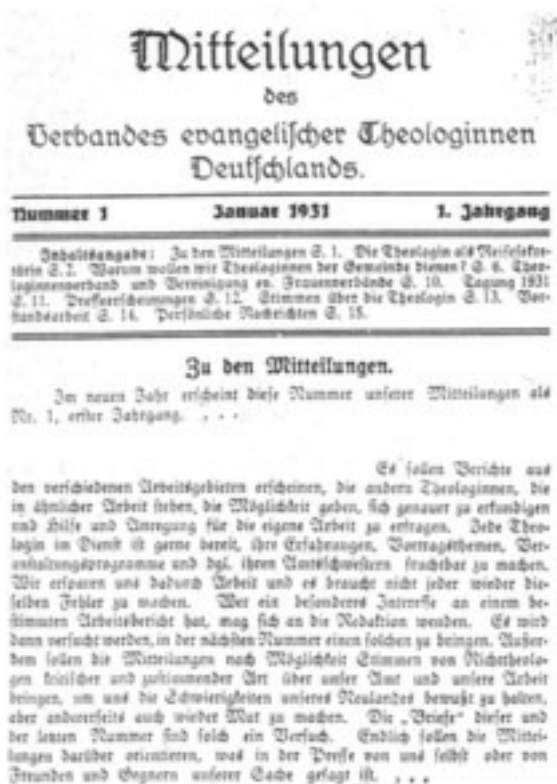 Mitteilungen
des
Verbandes evangelischer Theologinnen
Deutschlands.
Nummer 1 Januar 1931 1. Jahrgang
Inhaltsangabe: Zu den Mitteilungen S. 1. Die Theologin als Reisesekre-
tärin S. 2. Warum wollen wir Theologinnen der Gemeinde dienen? S. 6. Theo-
loginnenverband und Vereinigung ev. Frauenverbände S. 10. Tagung 1931
S. 11. Presseerscheinungen S. 12. Stimmen über die Theologin S. 13. Vor-
standsarbeit S. 14. Persönliche Nachrichten S. 15.
Zu den Mitteilungen.
Im neuen Jahr erscheint diese Nummer unserer Mitteilungen als
Nr. 1, erster Jahrgang. . . .
Es sollen Berichte aus
den verschiedenen Arbeitsgebieten erscheinen, die andern Theologinnen, die
in ähnlicher Arbeit stehen, die Möglichkeit geben, sich genauer zu erkundigen
und Hilfe und Anregung für die eigene Arbeit zu erfragen. Jede Theo-
login im Dienst ist gerne bereit, ihre Erfahrungen, Vortragsthemen, Ver-
anstaltungsprogramme und dgl. ihren Amtsschwestern fruchtbar zu machen.
Wir ersparen uns dadurch Arbeit und es braucht nicht jeder wieder die-
selben Fehler zu machen. Wer ein besonderes Interesse an einem be-
stimmten Arbeitsbericht hat, mag sich an die Redaktion wenden. Es wird
dann versucht werden, in der nächsten Nummer einen solchen zu bringen. Außer-
dem sollen die Mitteilungen nach Möglichkeit Stimmen von Nichttheolo-
gen kritischer und zustimmender Art über unser Amt und unsere Arbeit
bringen, um uns die Schwierigkeiten unseres Neulandes bewußt zu halten,
aber andererseits auch wieder Mut zu machen. Die „Briefe“ dieser und
der letzten Nummer sind solch ein Versuch. Endlich sollen die Mittei-
lungen darüber orientieren, was in der Presse von uns selbst oder von
Freunden und Gegnern unserer Sache gesagt ist. . . .